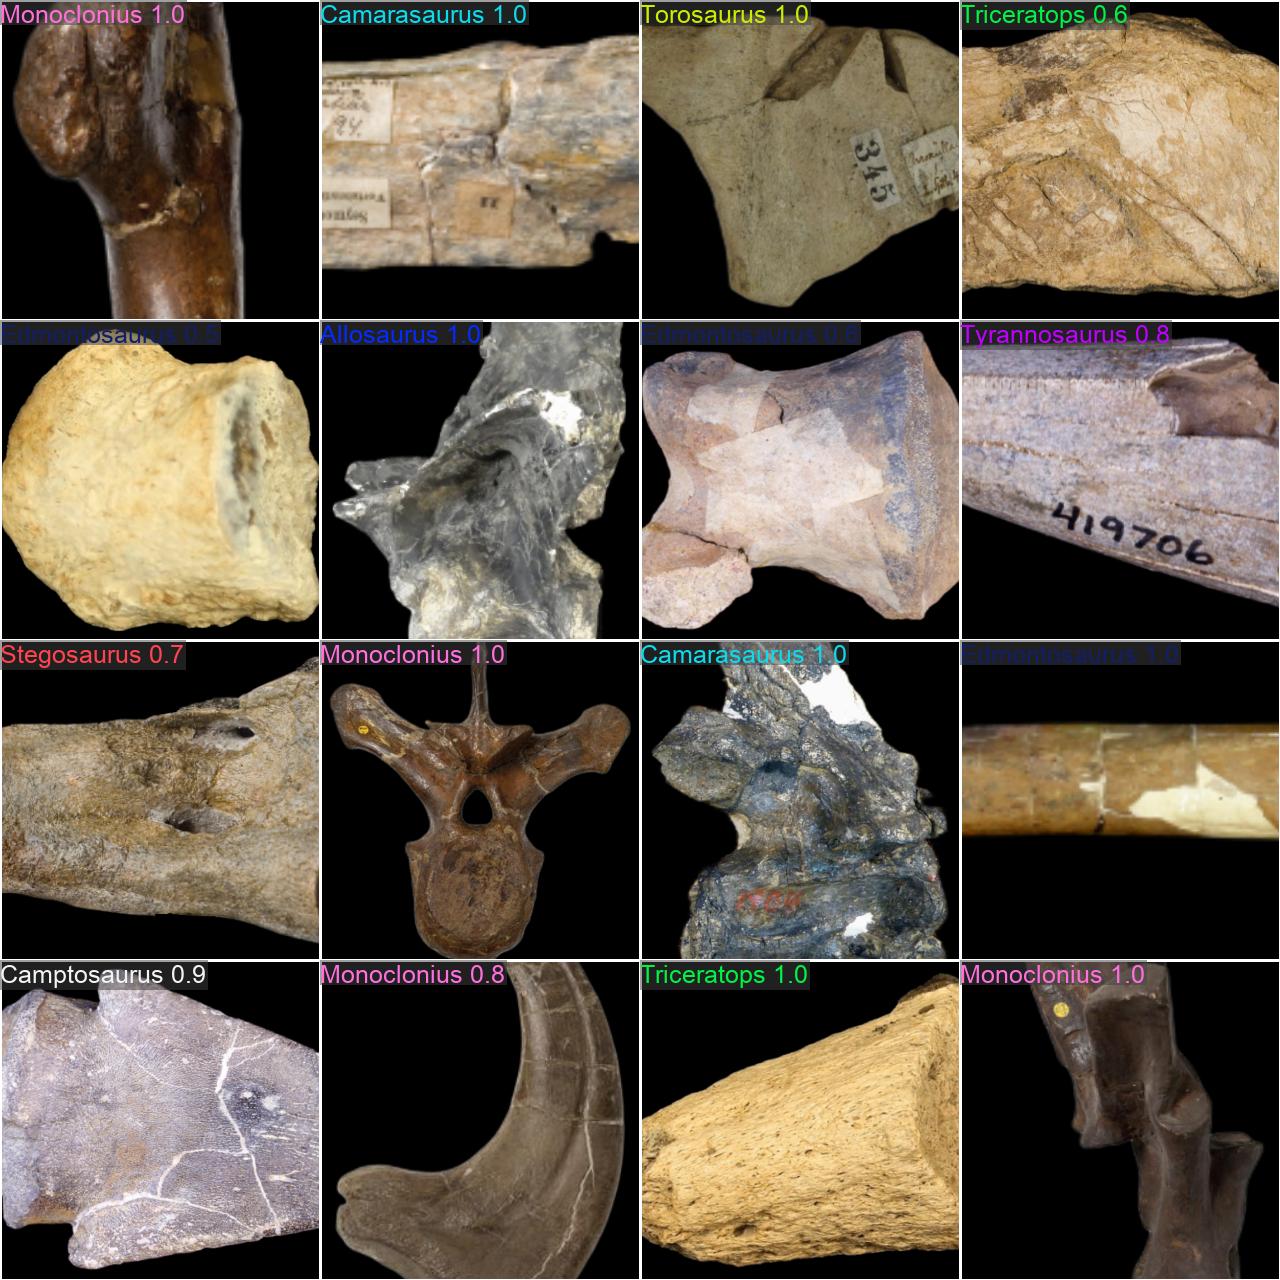 Monoclonius 1.0
Camarasaurus 1.0
Torosaurus 1.0
Triceratops 0.6
11
345
Edmontosaurus 0.5
Allosaurus 1.0
Edmontosaurus 0.6
Tyrannosaurus 0.8
419706
Stegosaurus 0.7
Monoclonius 1.0
Camarasaurus 1.0
Edmontosaurus 1.0
Camptosaurus 0.9
Monoclonius 0.8
Triceratops 1.0
Monoclonius 1.0